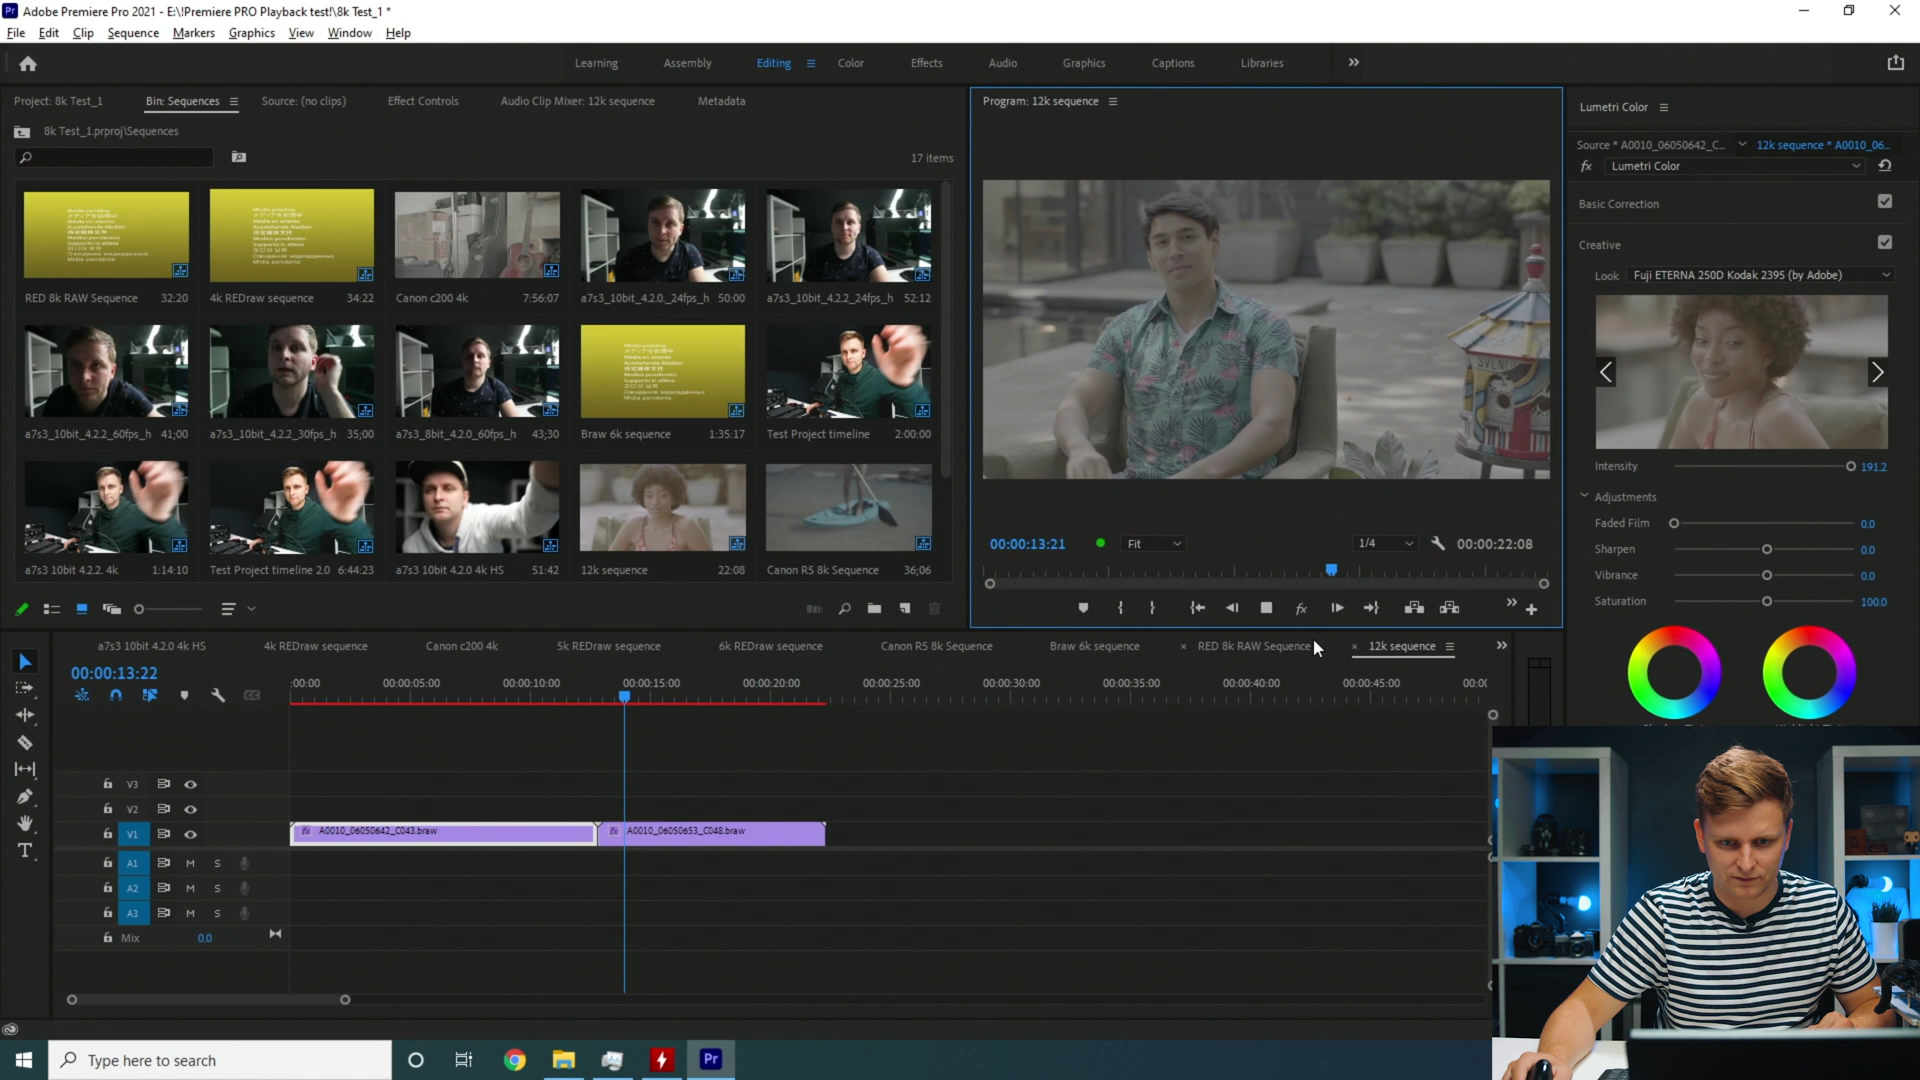 Adobe Premiere Pro 2021 - E:\!Premiere PRO Playback test!\8k Test_1 *
File Edit Clip Sequence Markers Graphics View Window Help
Learning Assembly Editing Color Effects Audio Graphics Captions Libraries
Project: 8k Test_1 Bin: Sequences Source: (no clips) Effect Controls Audio Clip Mixer: 12k sequence Metadata
8k Test_1.prproj\Sequences
17 items
RED 8k RAW Sequence 32:20
4k REDraw sequence 34:22
Canon c200 4k 7:56:07
a7s3_10bit_4.2.0_24fps_h 50:00
a7s3_10bit_4.2.2_24fps_h 52:12
a7s3_10bit_4.2.2_60fps_h 41;00
a7s3_10bit_4.2.2_30fps_h 35;00
a7s3_8bit_4.2.0_60fps_h 43;30
Braw 6k sequence 1:35:17
Test Project timeline 2:00:00
a7s3 10bit 4.2.2. 4k 1:14:10
Test Project timeline 2.0 6:44:23
a7s3 10bit 4.2.0 4k HS 51:42
12k sequence 22:08
Canon R5 8k Sequence 36;06
Program: 12k sequence
00:00:13:21 Fit 1/4 00:00:22:08
Lumetri Color
Source * A0010_06050642_C... 12k sequence * A0010_06...
fx Lumetri Color
Basic Correction
Creative
Look Fuji ETERNA 250D Kodak 2395 (by Adobe)
Intensity 191.2
Adjustments
Faded Film 0.0
Sharpen 0.0
Vibrance 0.0
Saturation 100.0
a7s3 10bit 4.2.0 4k HS 4k REDraw sequence Canon c200 4k 5k REDraw sequence 6k REDraw sequence Canon R5 8k Sequence Braw 6k sequence × RED 8k RAW Sequence × 12k sequence
00:00:13:22
:00:00 00:00:05:00 00:00:10:00 00:00:15:00 00:00:20:00 00:00:25:00 00:00:30:00 00:00:35:00 00:00:40:00 00:00:45:00 00:0
V3
V2
V1 fx A0010_06050642_C043.braw fx A0010_06050653_C048.braw
A1 M S
A2 M S
A3 M S
Mix 0.0
Type here to search
Pr